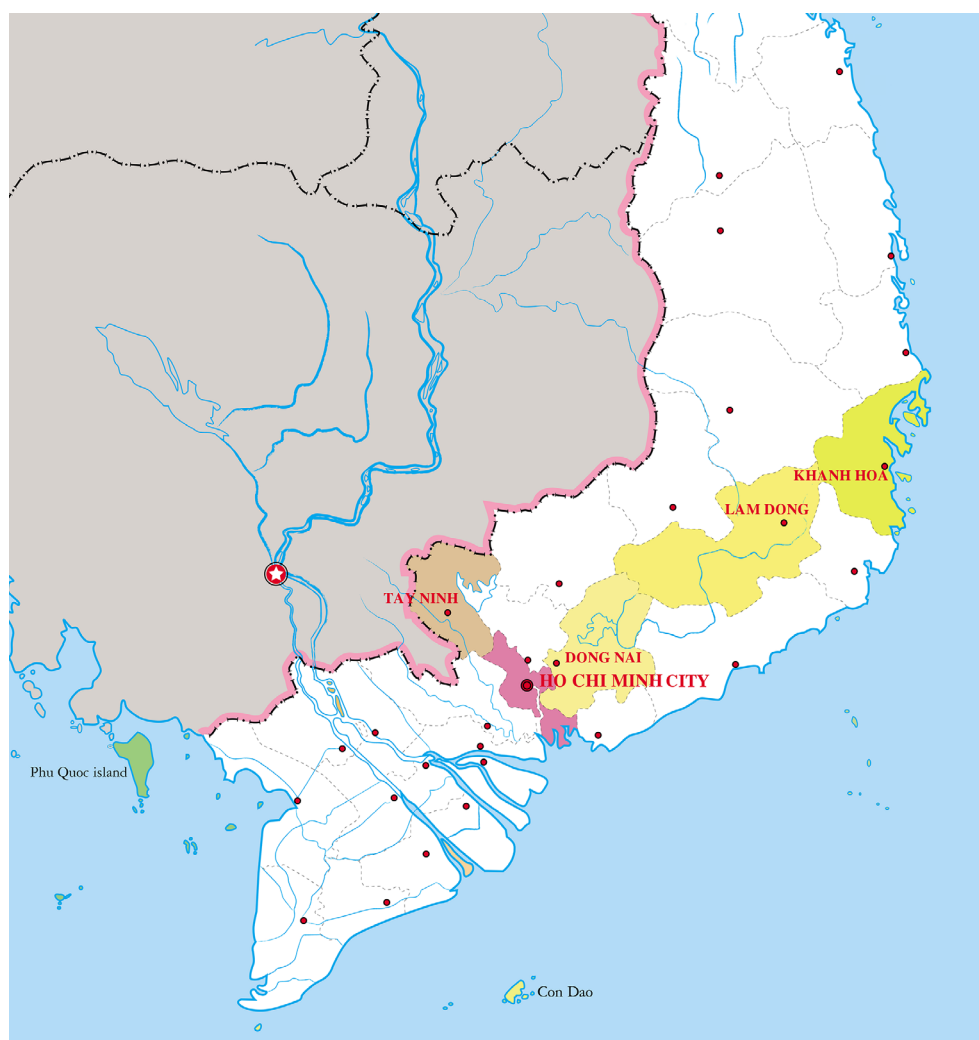 KHANH HOA
LAM DONG
TAY NINH
DONG NAI
HO CHI MINH CITY
Phu Quoc island
Con Dao